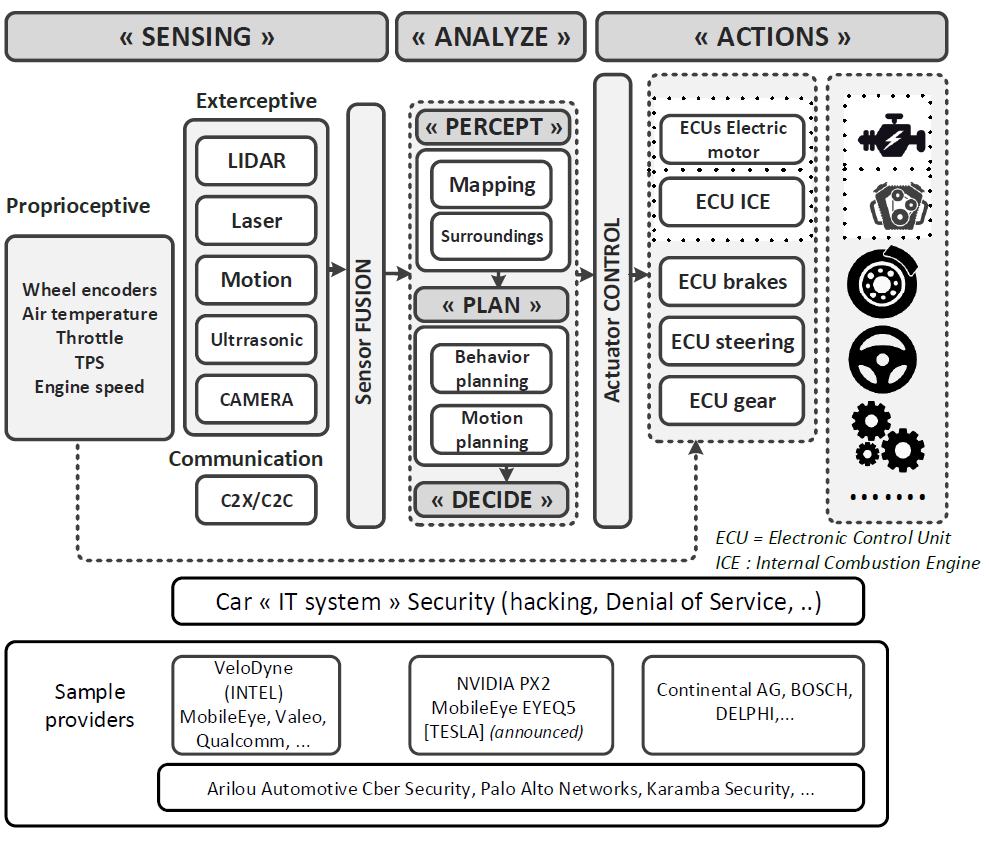 « SENSING »
« ANALYZE »
« ACTIONS »
Exterceptive
LIDAR
Laser
Motion
Ultrrasonic
CAMERA
Proprioceptive
Wheel encoders
Air temperature
Throttle
TPS
Engine speed
Communication
C2X/C2C
Sensor FUSION
« PERCEPT »
Mapping
Surroundings
« PLAN »
Behavior
planning
Motion
planning
« DECIDE »
Actuator CONTROL
ECUs Electric
motor
ECU ICE
ECU brakes
ECU steering
ECU gear
.......
ECU = Electronic Control Unit
ICE : Internal Combustion Engine
Car « IT system » Security (hacking, Denial of Service, ..)
Sample
providers
VeloDyne
(INTEL)
MobileEye, Valeo,
Qualcomm, ...
NVIDIA PX2
MobileEye EYEQ5
[TESLA] (announced)
Continental AG, BOSCH,
DELPHI,...
Arilou Automotive Cber Security, Palo Alto Networks, Karamba Security, ...